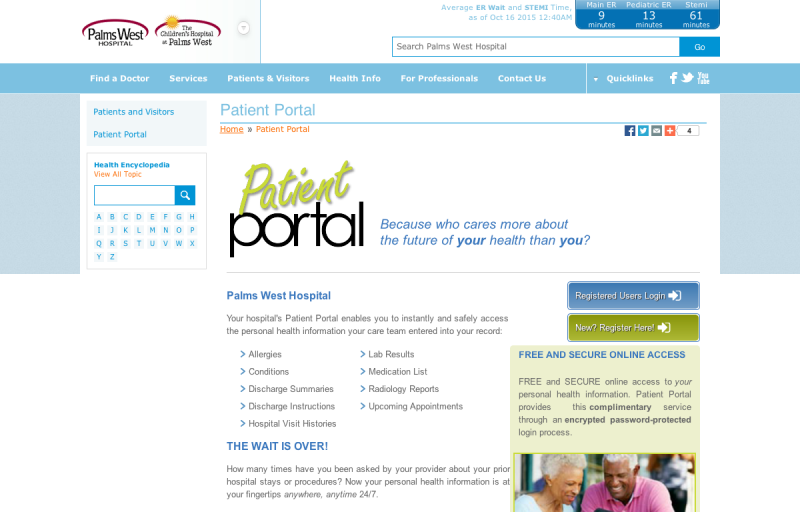 Palms West
HOSPITAL
The
Children's Hospital
at Palms West
Average ER Wait and STEMI Time,
as of Oct 16 2015 12:40AM
Main ER Pediatric ER Stemi
9 13 61
minutes minutes minutes
Search Palms West Hospital Go
Find a Doctor Services Patients & Visitors Health Info For Professionals Contact Us Quicklinks You Tube
Patients and Visitors
Patient Portal
Health Encyclopedia
View All Topic
A B C D E F G H
I J K L M N O P
Q R S T U V W X
Y Z
Patient Portal
Home » Patient Portal
4
Patient
portal
Because who cares more about
the future of your health than you?
Palms West Hospital
Your hospital's Patient Portal enables you to instantly and safely access
the personal health information your care team entered into your record:
Allergies
Conditions
Discharge Summaries
Discharge Instructions
Hospital Visit Histories
Lab Results
Medication List
Radiology Reports
Upcoming Appointments
THE WAIT IS OVER!
How many times have you been asked by your provider about your prior
hospital stays or procedures? Now your personal health information is at
your fingertips anywhere, anytime 24/7.
Registered Users Login
New? Register Here!
FREE AND SECURE ONLINE ACCESS
FREE and SECURE online access to your
personal health information. Patient Portal
provides this complimentary service
through an encrypted password-protected
login process.